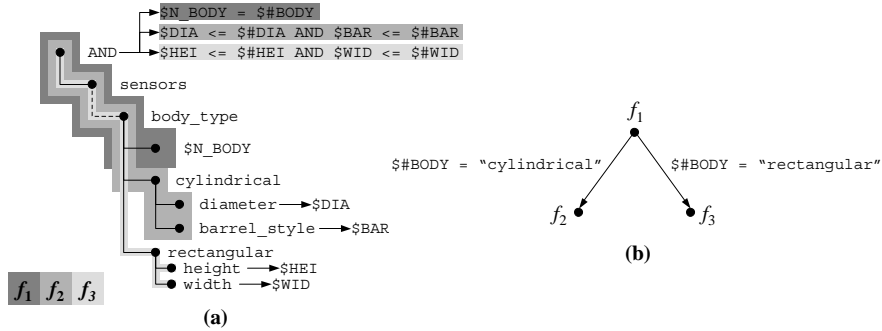 $N_BODY = $#BODY
AND
$DIA <= $#DIA AND $BAR <= $#BAR
$HEI <= $#HEI AND $WID <= $#WID
sensors
body_type
$N_BODY
cylindrical
diameter $DIA
barrel_style $BAR
rectangular
height $HEI
width $WID
f1 f2 f3
(a)
f1
$#BODY = “cylindrical” $#BODY = “rectangular”
f2 f3
(b)